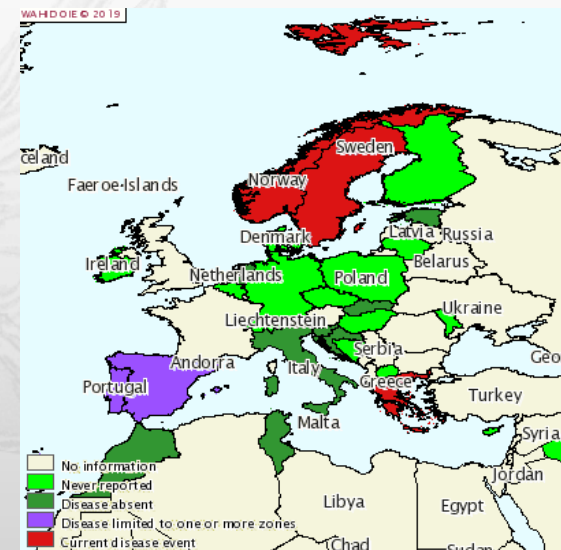 WAHIDOIE © 2019
celand
Sweden
Norway
Faeroe-Islands
Denmark
Latvia
Russia
Ireland
Netherlands
Poland
Belarus
Ukraine
Liechtenstein
Serbia
Geo
Andorra
Italy
Portugal
Greece
Turkey
Malta
Syria
Jordan
Libya
Egypt
Chad
Sudan
No information
Never reported
Disease absent
Disease limited to one or more zones
Current disease event